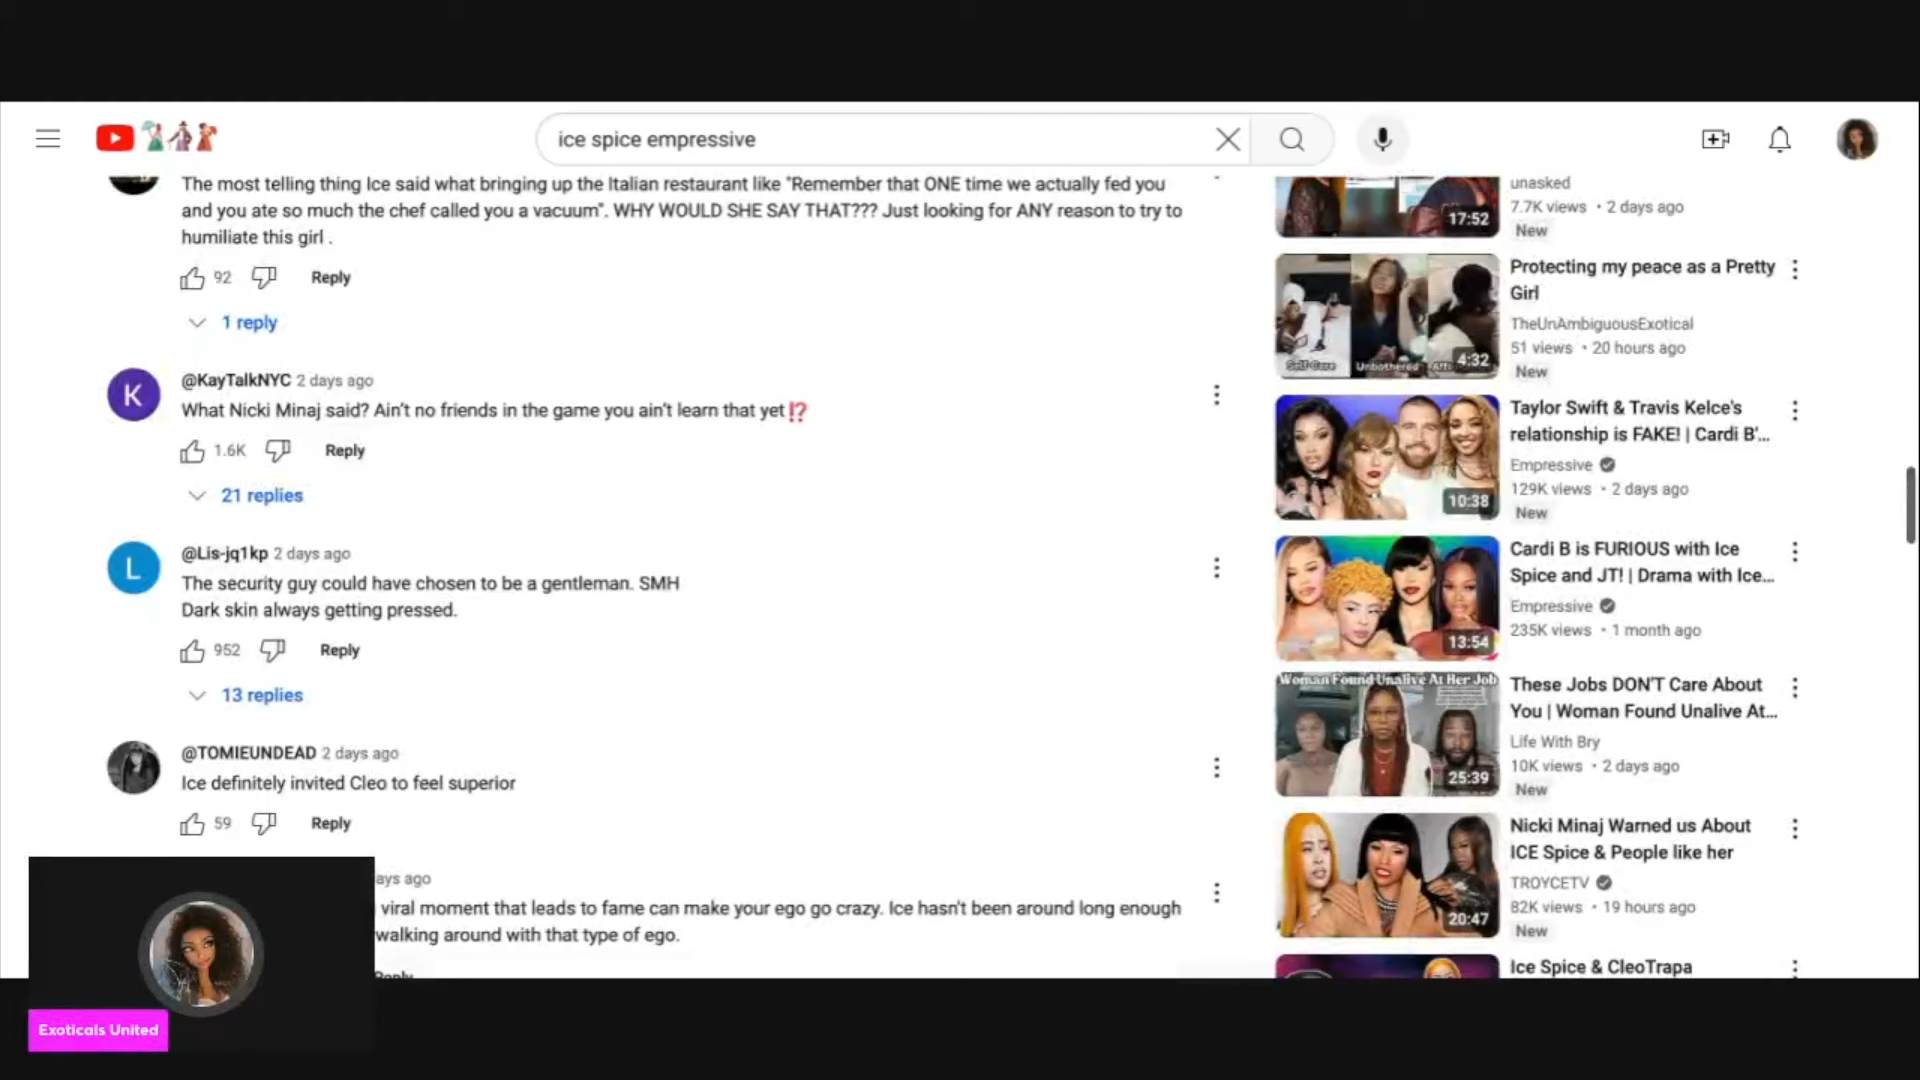 ice spice empressive
The most telling thing Ice said what bringing up the Italian restaurant like "Remember that ONE time we actually fed you
and you ate so much the chef called you a vacuum". WHY WOULD SHE SAY THAT??? Just looking for ANY reason to try to
humiliate this girl .
92 Reply
1 reply
K
@KayTalkNYC 2 days ago
What Nicki Minaj said? Ain't no friends in the game you ain't learn that yet⁉️
1.6K Reply
21 replies
L
@Lis-jq1kp 2 days ago
The security guy could have chosen to be a gentleman. SMH
Dark skin always getting pressed.
952 Reply
13 replies
@TOMIEUNDEAD 2 days ago
Ice definitely invited Cleo to feel superior
59 Reply
ays ago
viral moment that leads to fame can make your ego go crazy. Ice hasn't been around long enough
walking around with that type of ego.
Reply
Exoticals United
17:52
unasked
7.7K views • 2 days ago
New
Self-Care Unbothered Affi
4:32
Protecting my peace as a Pretty
Girl
TheUnAmbiguousExotical
51 views • 20 hours ago
New
10:38
Taylor Swift & Travis Kelce's
relationship is FAKE! | Cardi B'...
Empressive
129K views • 2 days ago
New
13:54
Cardi B is FURIOUS with Ice
Spice and JT! | Drama with Ice...
Empressive
235K views • 1 month ago
Woman Found Unalive At Her Job
25:39
These Jobs DON'T Care About
You | Woman Found Unalive At...
Life With Bry
10K views • 2 days ago
New
20:47
Nicki Minaj Warned us About
ICE Spice & People like her
TROYCETV
82K views • 19 hours ago
New
Ice Spice & CleoTrapa